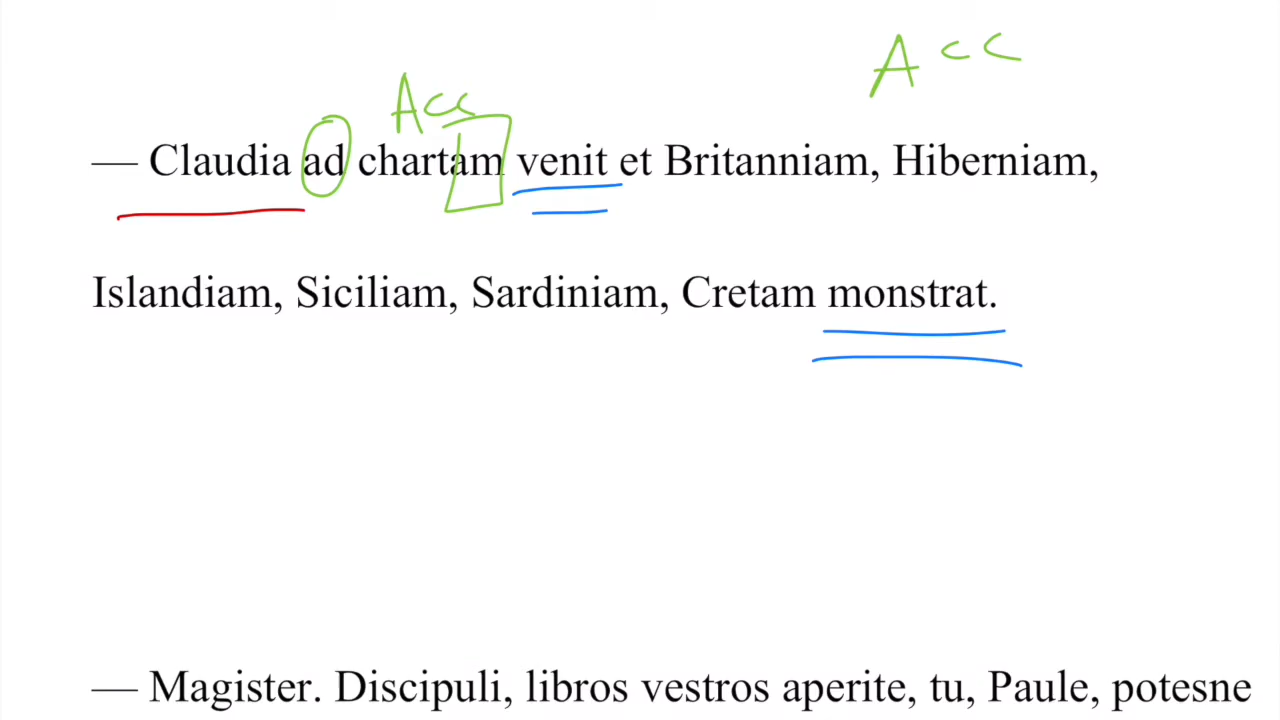 Acc
Acc
— Claudia ad chartam venit et Britanniam, Hiberniam,
Islandiam, Siciliam, Sardiniam, Cretam monstrat.
— Magister. Discipuli, libros vestros aperite, tu, Paule, potesne